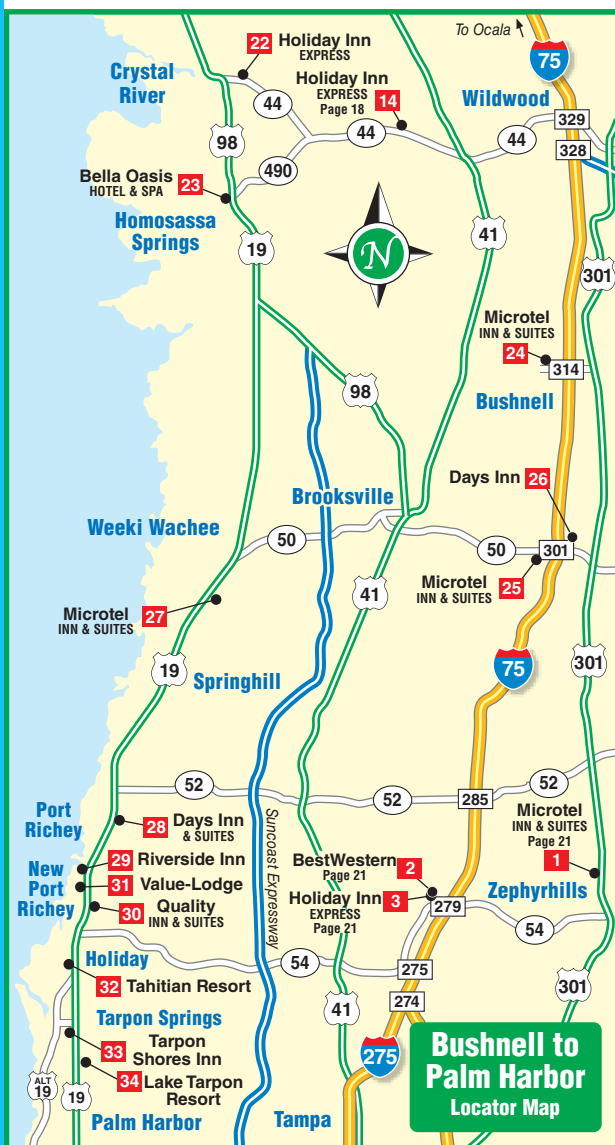 To Ocala
22 Holiday Inn
EXPRESS
Crystal
River
75
Holiday Inn
EXPRESS
Page 18
14
Wildwood
44
329
98
44
44
328
490
Bella Oasis
HOTEL & SPA
23
Homosassa
Springs
19
N
41
301
Microtel
INN & SUITES
24
314
98
Bushnell
Days Inn 26
Brooksville
Weeki Wachee
50
50
301
Microtel
INN & SUITES
25
41
Microtel
INN & SUITES
27
19
Springhill
75
301
52
52
52
285
Port
Richey
28 Days Inn
& SUITES
Suncoast Expressway
Microtel
INN & SUITES
Page 21
1
New
Port
Richey
29 Riverside Inn
31 Value-Lodge
30 Quality
INN & SUITES
BestWestern
Page 21
2
Holiday Inn
EXPRESS
Page 21
3
Zephyrhills
279
54
Holiday
54
275
32 Tahitian Resort
301
274
41
Tarpon Springs
33 Tarpon
Shores Inn
275
34 Lake Tarpon
Resort
ALT
19
19
Palm Harbor
Tampa
Bushnell to
Palm Harbor
Locator Map